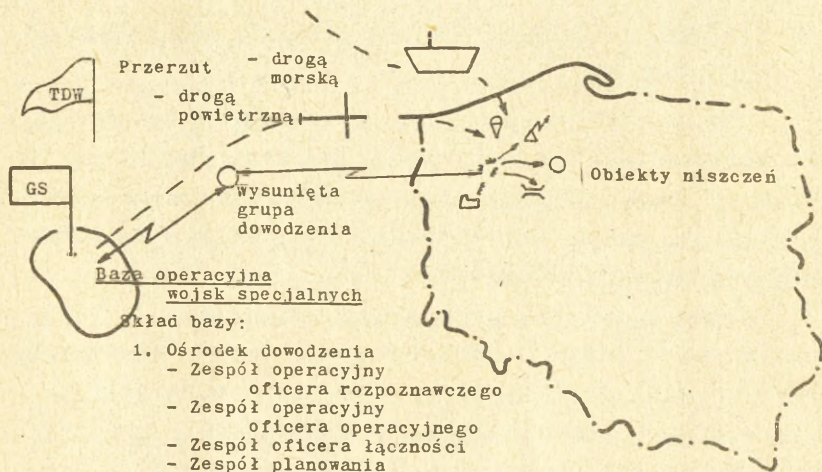 TDW
Przerzut - drogą
morską
- drogą
powietrzną
GS
Wysunięta
grupa
dowodzenia
Obiekty niszczeń
Baza operacyjna
wojsk specjalnych
Skład bazy:
1. Ośrodek dowodzenia
- Zespół operacyjny
oficera rozpoznawczego
- Zespół operacyjny
oficera operacyjnego
- Zespół oficera łączności
- Zespół planowania